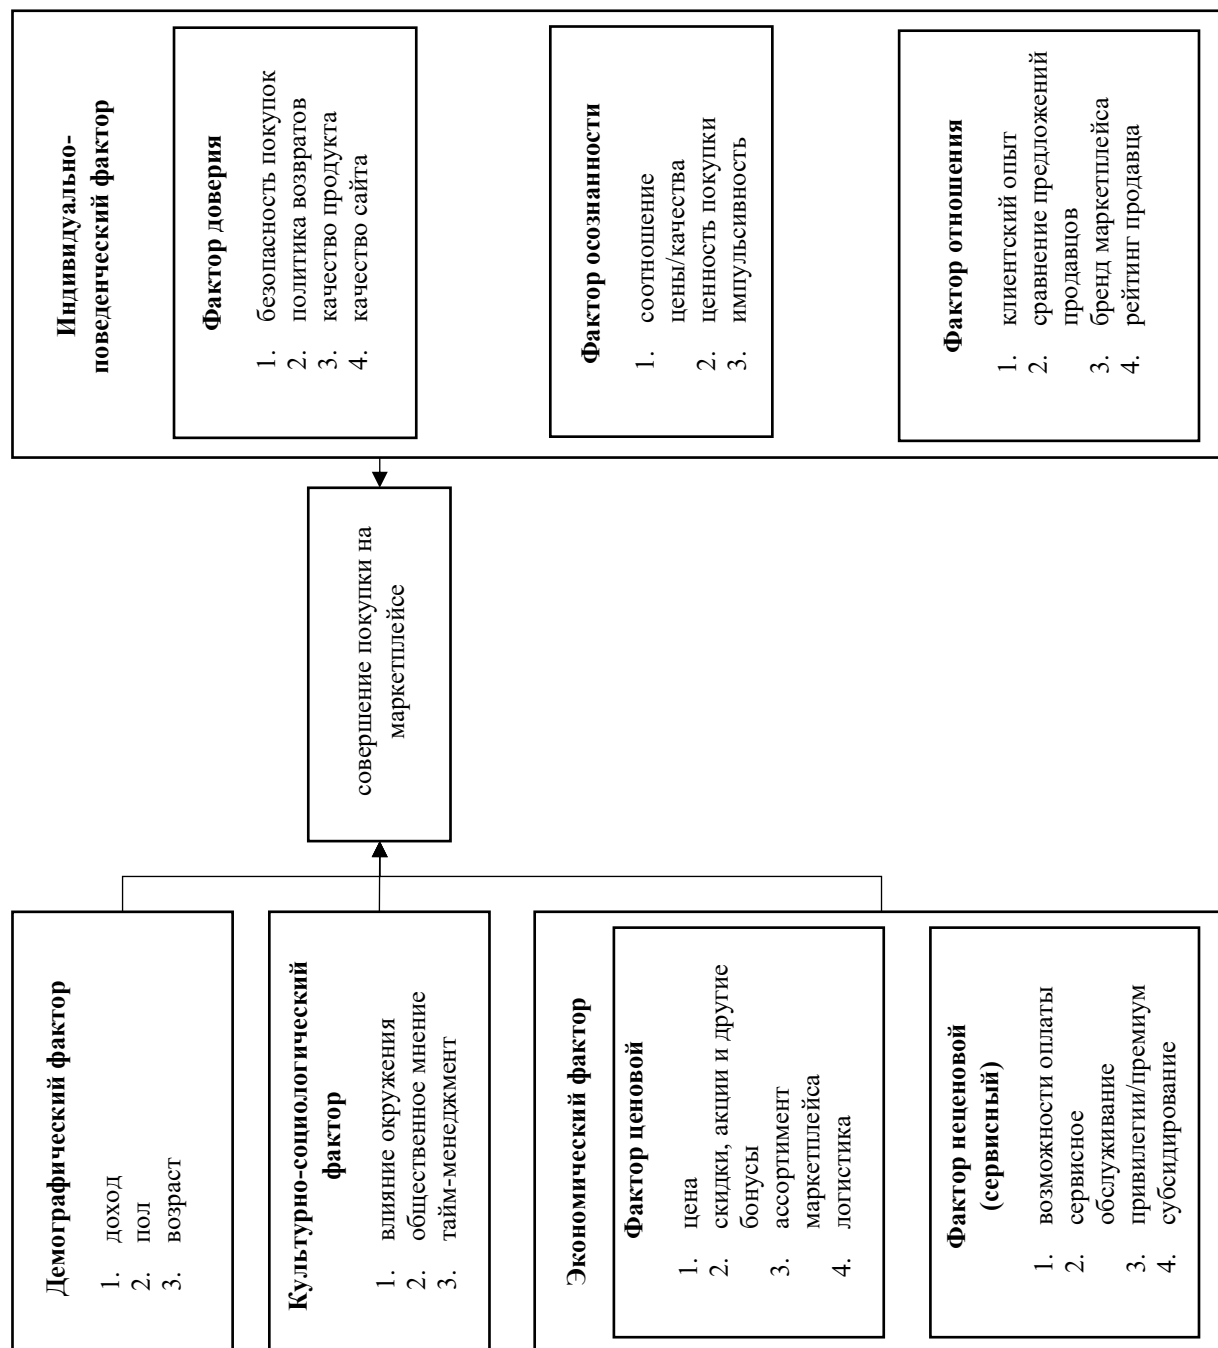 Демографический фактор
1. доход
2. пол
3. возраст
Культурно-социологический
фактор
1. влияние окружения
2. общественное мнение
3. тайм-менеджмент
Экономический фактор
Фактор ценовой
1. цена
2. скидки, акции и другие
бонусы
3. ассортимент
маркетплейса
4. логистика
Фактор неценовой
(сервисный)
1. возможности оплаты
2. сервисное
обслуживание
3. привилегии/премиум
4. субсидирование
совершение покупки на
маркетплейсе
Индивидуально-
поведенческий фактор
Фактор доверия
1. безопасность покупок
2. политика возвратов
3. качество продукта
4. качество сайта
Фактор осознанности
1. соотношение
цены/качества
2. ценность покупки
3. импульсивность
Фактор отношения
1. клиентский опыт
2. сравнение предложений
продавцов
3. бренд маркетплейса
4. рейтинг продавца